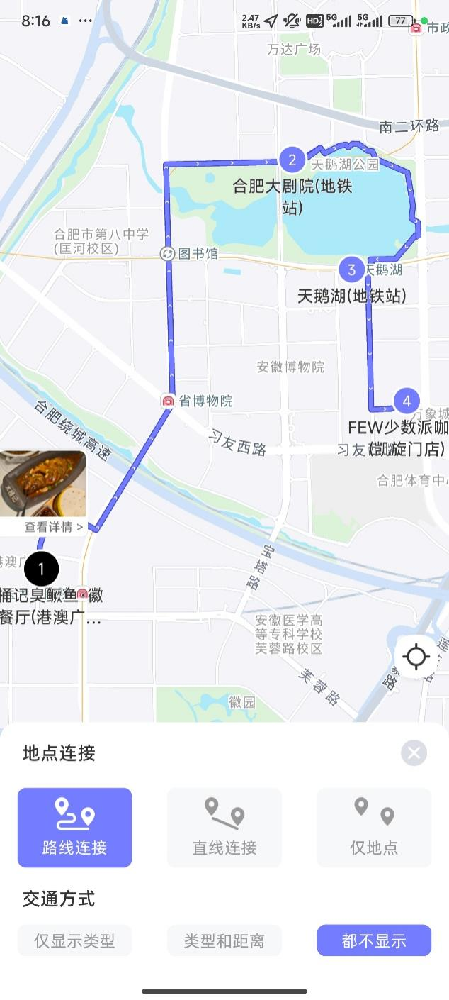 8:16
2.47
KB/s
HD 1 2
5G
5G
77
万达广场
南二环路
2
天鹅湖公园
合肥大剧院(地铁
站)
合肥市第八中学
(匡河校区)
图书馆
3
天鹅湖
天鹅湖(地铁站)
安徽博物院
省博物院
4
万象城
FEW少数派咖
(凯旋门店)
合肥绕城高速
习友西路
习友
合肥体育中心
查看详情 >
港澳广
1
桶记臭鳜鱼·徽
餐厅(港澳广...
宝塔路
安徽医学高
等专科学校
芙蓉路校区
芙蓉路
路
徽园
地点连接
路线连接
直线连接
仅地点
交通方式
仅显示类型
类型和距离
都不显示